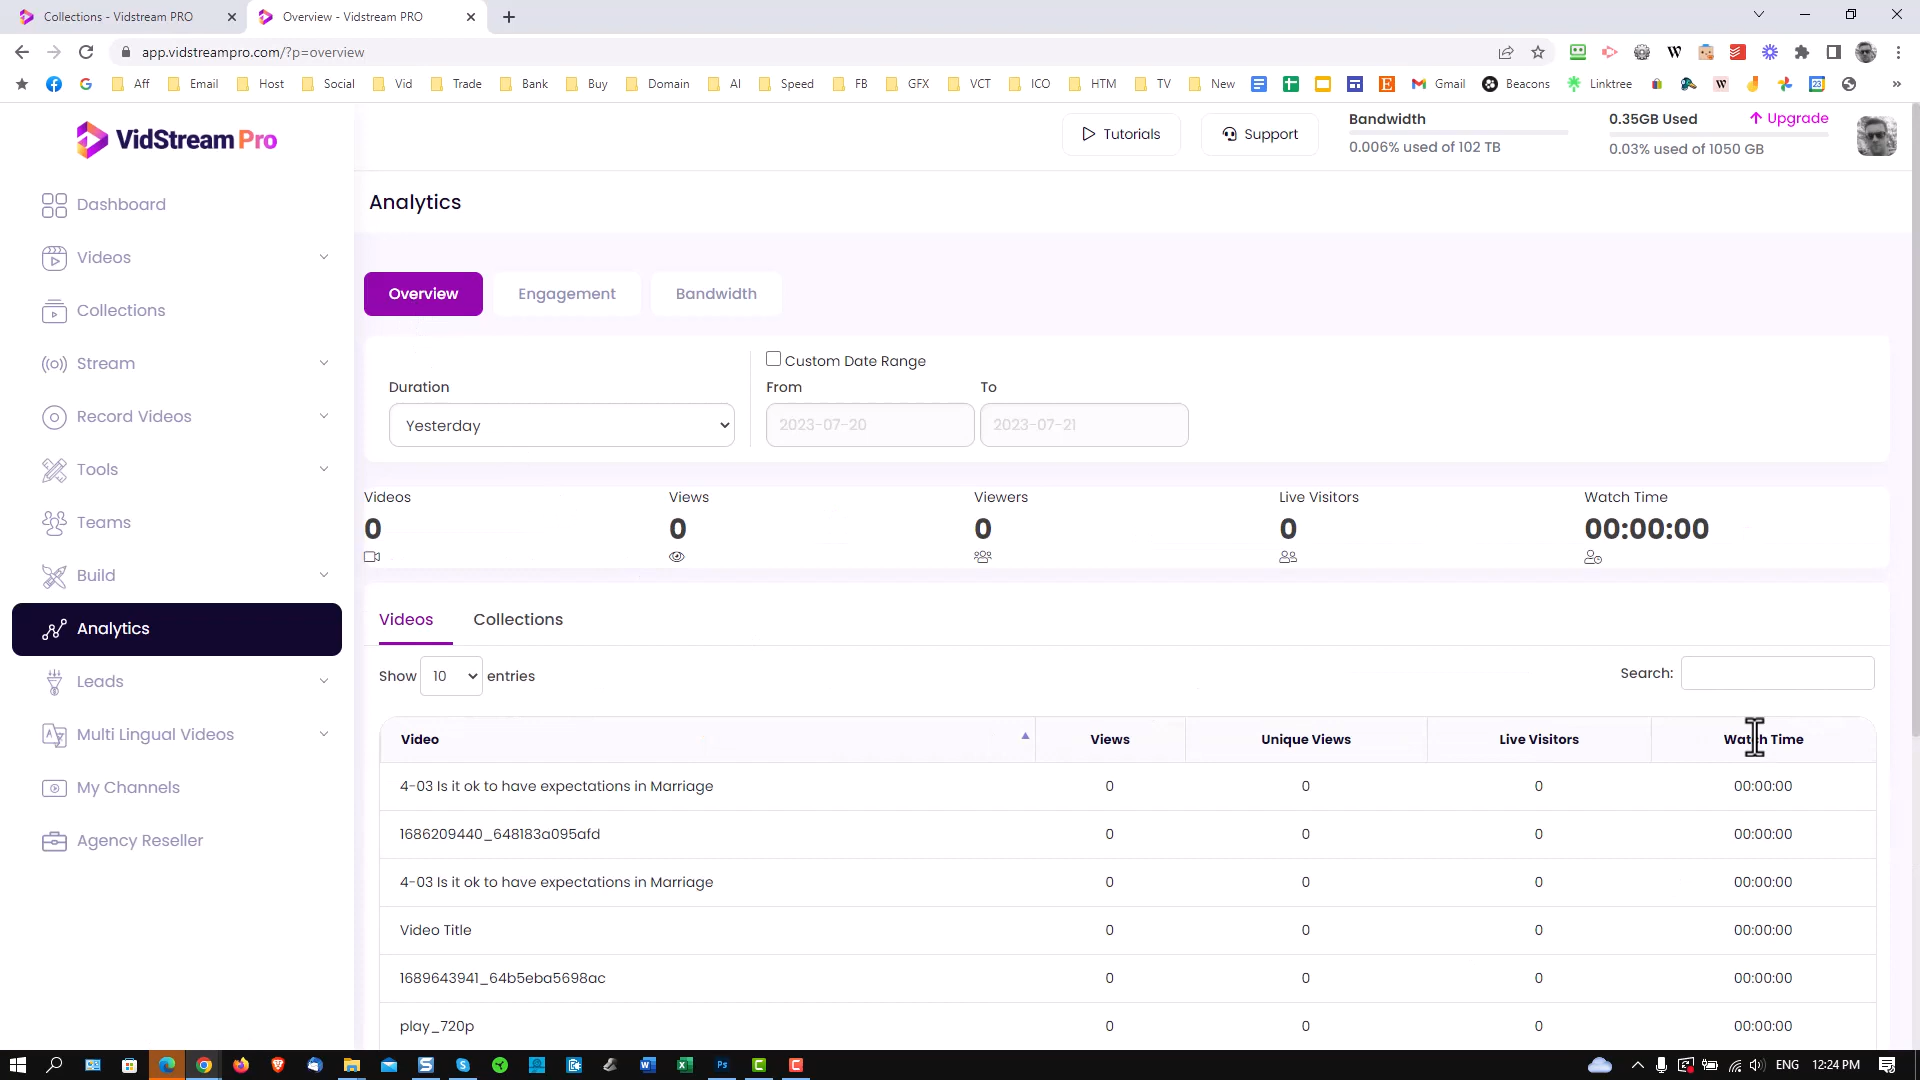 Collections - Vidstream PRO
Overview - Vidstream PRO
app.vidstreampro.com/?p=overview
Aff Email Host Social Vid Trade Bank Buy Domain AI Speed FB GFX VCT ICO HTM TV New Gmail Beacons Linktree
VidStream Pro
Tutorials
Support
Bandwidth
0.006% used of 102 TB
0.35GB Used
Upgrade
0.03% used of 1050 GB
Dashboard
Videos
Collections
Stream
Record Videos
Tools
Teams
Build
Analytics
Leads
Multi Lingual Videos
My Channels
Agency Reseller
Analytics
Overview Engagement Bandwidth
Duration
Yesterday
Custom Date Range
From To
2023-07-20 2023-07-21
Videos Views Viewers Live Visitors Watch Time
0 0 0 0 00:00:00
Videos Collections
Show 10 entries
Search:
Video Views Unique Views Live Visitors Watch Time
4-03 Is it ok to have expectations in Marriage 0 0 0 00:00:00
1686209440_648183a095afd 0 0 0 00:00:00
4-03 Is it ok to have expectations in Marriage 0 0 0 00:00:00
Video Title 0 0 0 00:00:00
1689643941_64b5eba5698ac 0 0 0 00:00:00
play_720p 0 0 0 00:00:00
ENG 12:24 PM